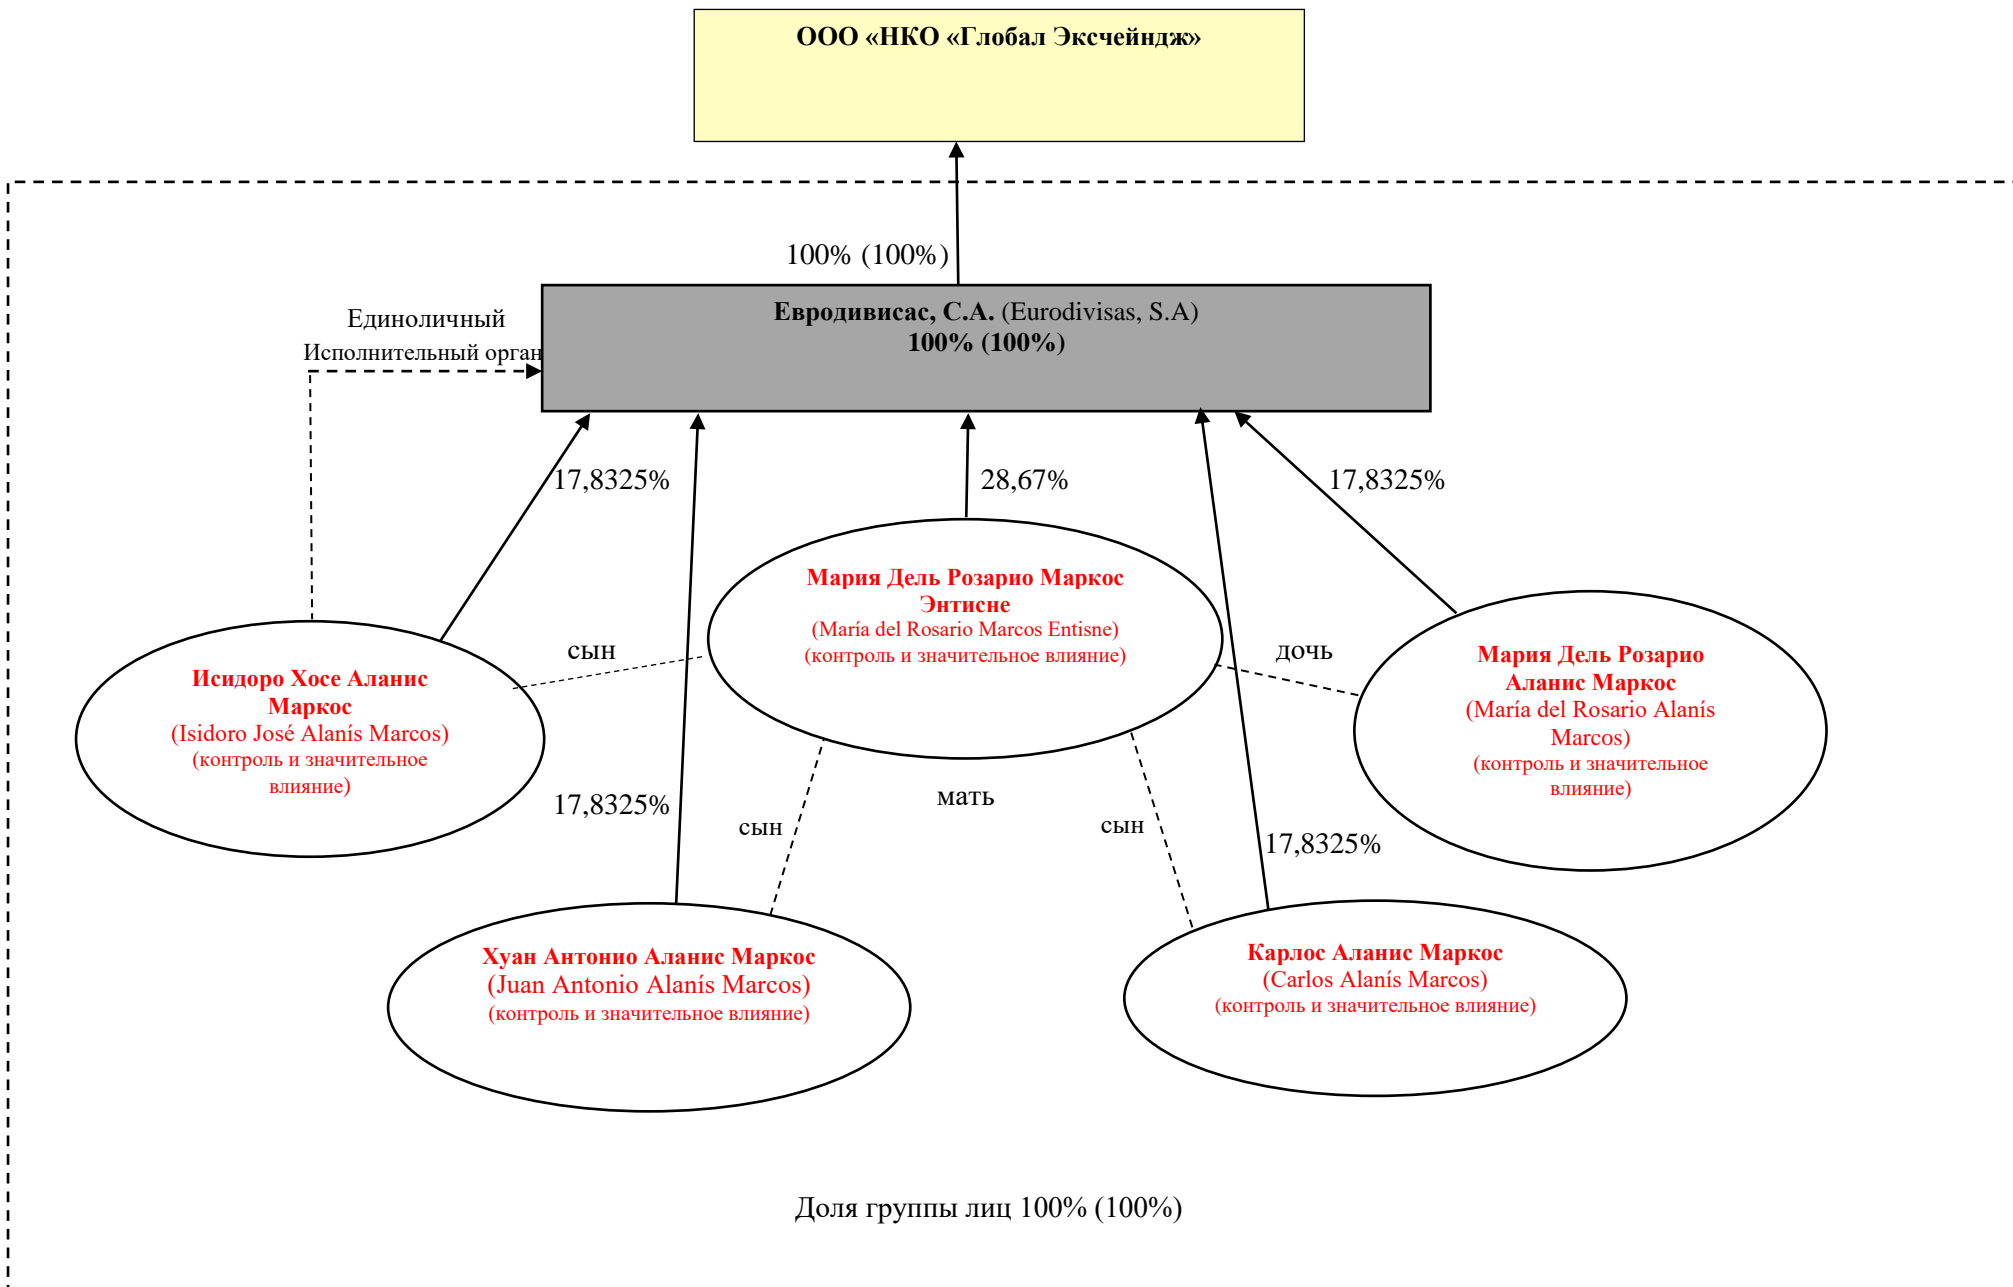 ООО «НКО «Глобал Эксчейндж»
100% (100%)
Евродивисас, С.А. (Eurodivisas, S.A)
100% (100%)
Единоличный
Исполнительный орган
17,8325%
28,67%
17,8325%
Мария Дель Розарио Маркос
Энтисне
(María del Rosario Marcos Entisne)
(контроль и значительное влияние)
сын
дочь
Исидоро Хосе Аланис
Маркос
(Isidoro José Alanís Marcos)
(контроль и значительное
влияние)
Мария Дель Розарио
Аланис Маркос
(María del Rosario Alanís
Marcos)
(контроль и значительное
влияние)
17,8325%
сын
мать
сын
17,8325%
Хуан Антонио Аланис Маркос
(Juan Antonio Alanís Marcos)
(контроль и значительное влияние)
Карлос Аланис Маркос
(Carlos Alanís Marcos)
(контроль и значительное влияние)
Доля группы лиц 100% (100%)